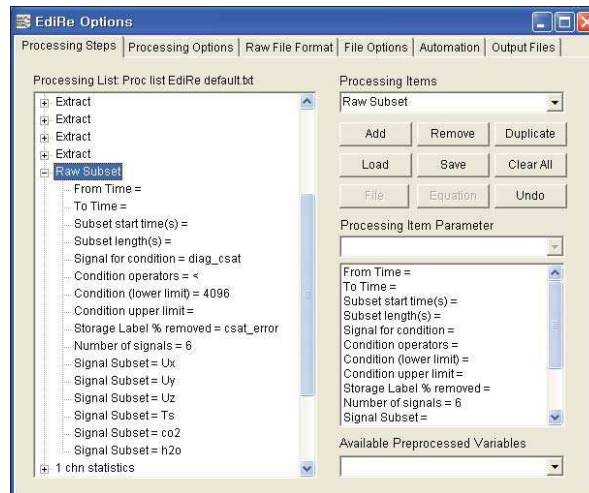 EdiRe Options
Processing Steps
Processing Options
Raw File Format
File Options
Automation
Output Files
Processing List: Proc list EdiRe default.txt
Extract
Extract
Extract
Extract
Raw Subset
From Time =
To Time =
Subset start time(s) =
Subset length(s) =
Signal for condition = diag_csat
Condition operators = <
Condition (lower limit) = 4096
Condition upper limit =
Storage Label % removed = csat_error
Number of signals = 6
Signal Subset = Ux
Signal Subset = Uy
Signal Subset = Uz
Signal Subset = Ts
Signal Subset = co2
Signal Subset = h2o
1 chn statistics
Processing Items
Raw Subset
Add
Remove
Duplicate
Load
Save
Clear All
File
Equation
Undo
Processing Item Parameter
From Time =
To Time =
Subset start time(s) =
Subset length(s) =
Signal for condition =
Condition operators =
Condition (lower limit) =
Condition upper limit =
Storage Label % removed =
Number of signals = 6
Signal Subset =
Available Preprocessed Variables